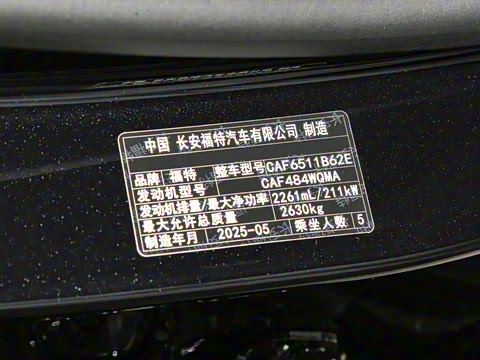 中国 长安福特汽车有限公司 制造
品牌 福特 整车型号 CAF6511B62E
发动机型号 CAF484WQMA
发动机排量/最大净功率 2261mL/211kW
最大允许总质量 2630kg
制造年月 2025-05 乘坐人数 5